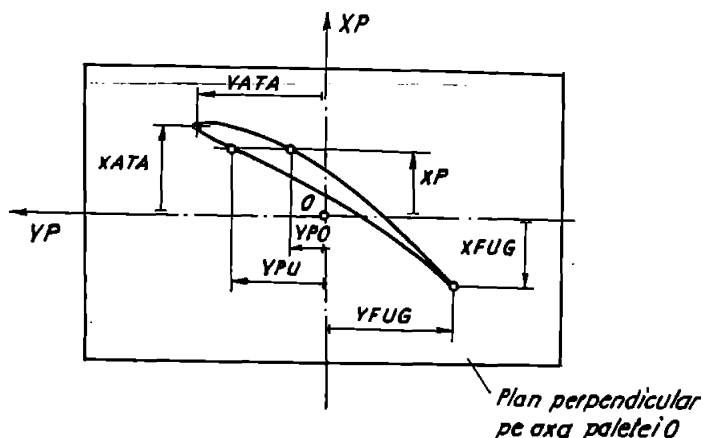 XP
YATA
XATA
XP
O
YP
YPO
XFUG
YPU
YFUG
Plan perpendicular
pe axa paletei O